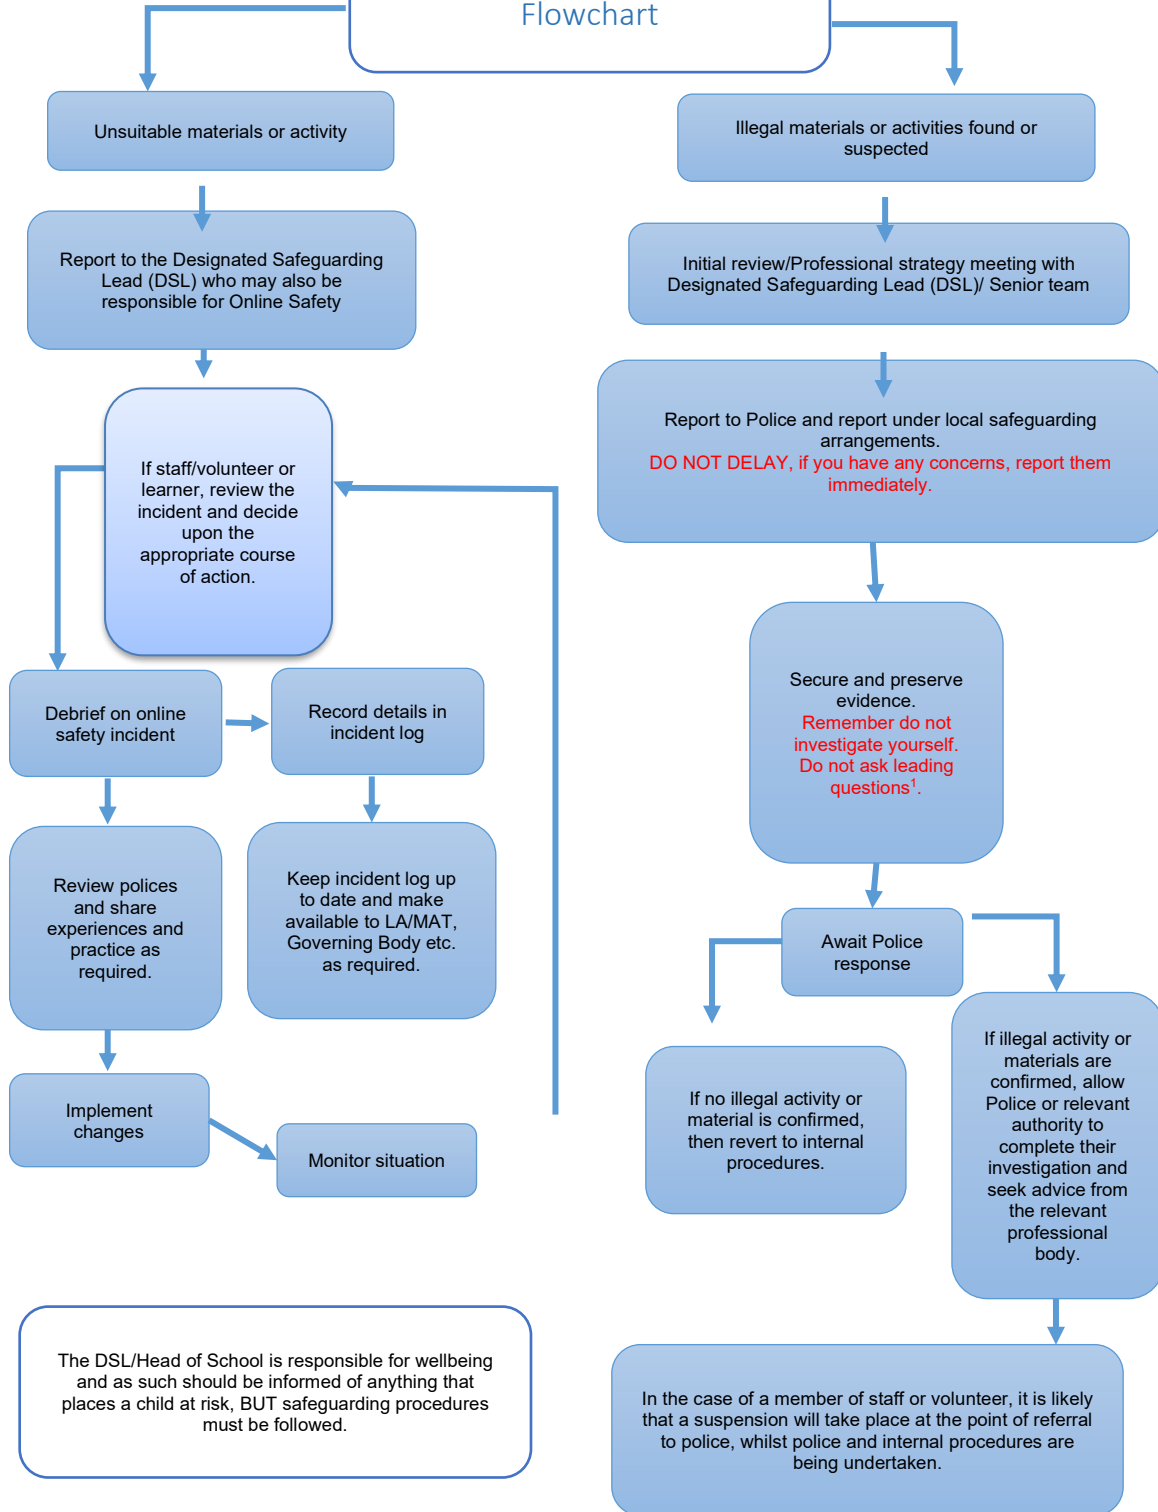 Flowchart
Unsuitable materials or activity
Illegal materials or activities found or
suspected
Report to the Designated Safeguarding
Lead (DSL) who may also be
responsible for Online Safety
Initial review/Professional strategy meeting with
Designated Safeguarding Lead (DSL)/ Senior team
Report to Police and report under local safeguarding
arrangements.
DO NOT DELAY, if you have any concerns, report them
immediately.
If staff/volunteer or
learner, review the
incident and decide
upon the
appropriate course
of action.
Secure and preserve
evidence.
Remember do not
investigate yourself.
Do not ask leading
questions¹.
Debrief on online
safety incident
Record details in
incident log
Review polices
and share
experiences and
practice as
required.
Keep incident log up
to date and make
available to LA/MAT,
Governing Body etc.
as required.
Await Police
response
Implement
changes
Monitor situation
If no illegal activity or
material is confirmed,
then revert to internal
procedures.
If illegal activity or
materials are
confirmed, allow
Police or relevant
authority to
complete their
investigation and
seek advice from
the relevant
professional
body.
The DSL/Head of School is responsible for wellbeing
and as such should be informed of anything that
places a child at risk, BUT safeguarding procedures
must be followed.
In the case of a member of staff or volunteer, it is likely
that a suspension will take place at the point of referral
to police, whilst police and internal procedures are
being undertaken.